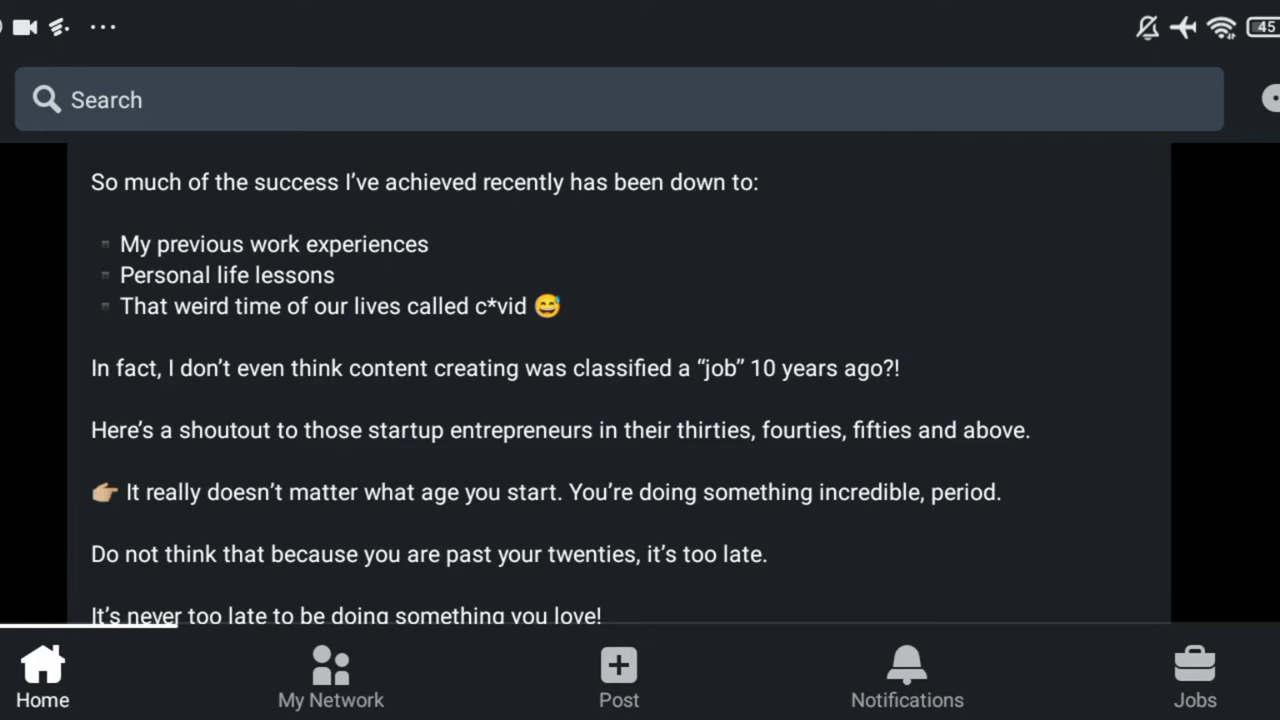 45
Search
So much of the success I’ve achieved recently has been down to:
▪ My previous work experiences
▪ Personal life lessons
▪ That weird time of our lives called c*vid 😅
In fact, I don’t even think content creating was classified a “job” 10 years ago?!
Here’s a shoutout to those startup entrepreneurs in their thirties, fourties, fifties and above.
👉🏼 It really doesn’t matter what age you start. You’re doing something incredible, period.
Do not think that because you are past your twenties, it’s too late.
It’s never too late to be doing something you love!
Home
My Network
Post
Notifications
Jobs